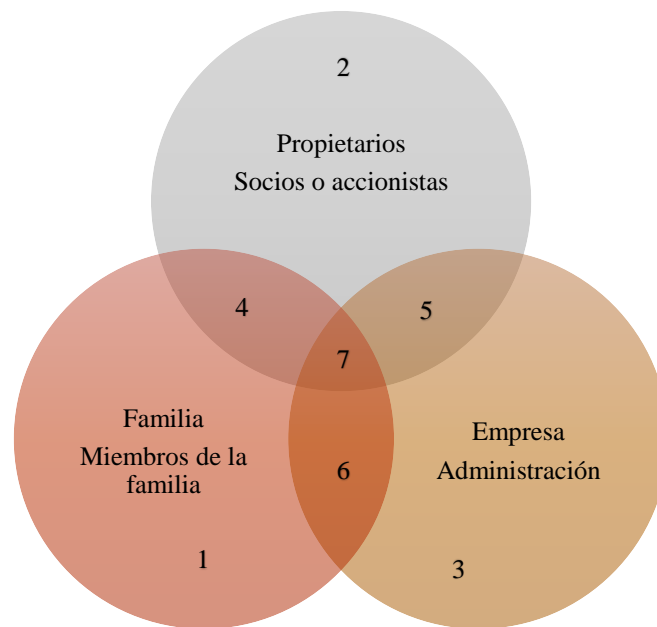 2
Propietarios
Socios o accionistas
4
5
7
Familia
Miembros de la
familia
Empresa
Administración
6
1
3